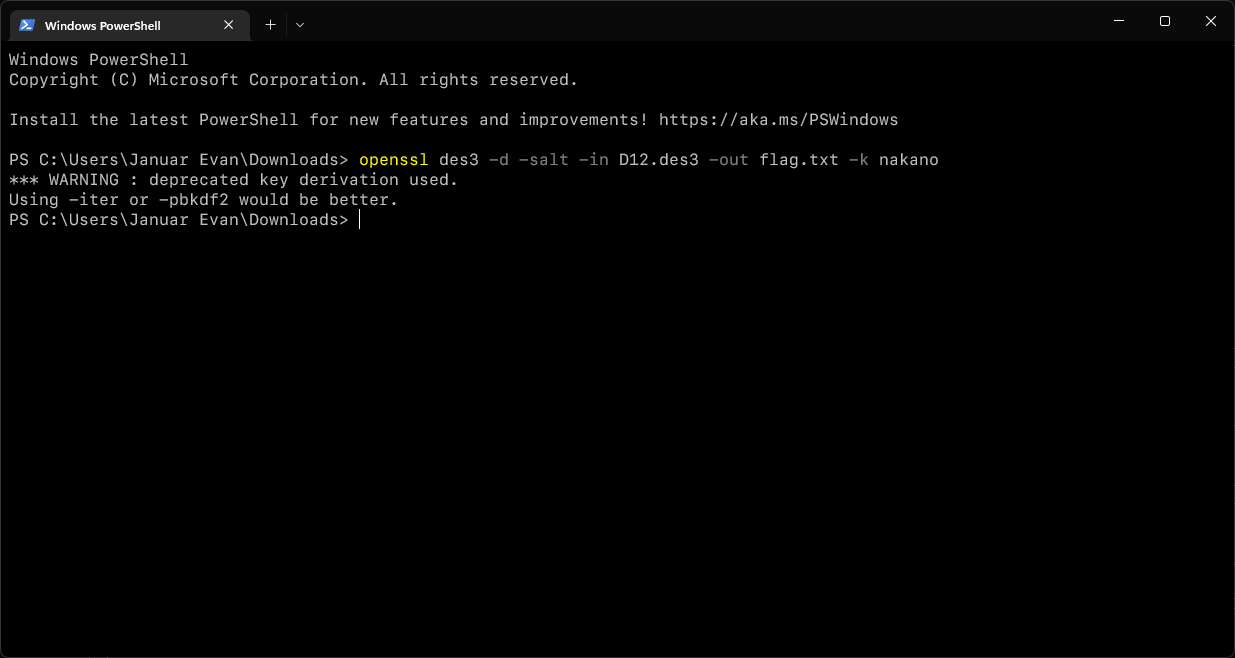 Windows PowerShell
Windows PowerShell
Copyright (C) Microsoft Corporation. All rights reserved.
Install the latest PowerShell for new features and improvements! https://aka.ms/PSWindows
PS C:\Users\Januar Evan\Downloads> openssl des3 -d -salt -in D12.des3 -out flag.txt -k nakano
*** WARNING : deprecated key derivation used.
Using -iter or -pbkdf2 would be better.
PS C:\Users\Januar Evan\Downloads>